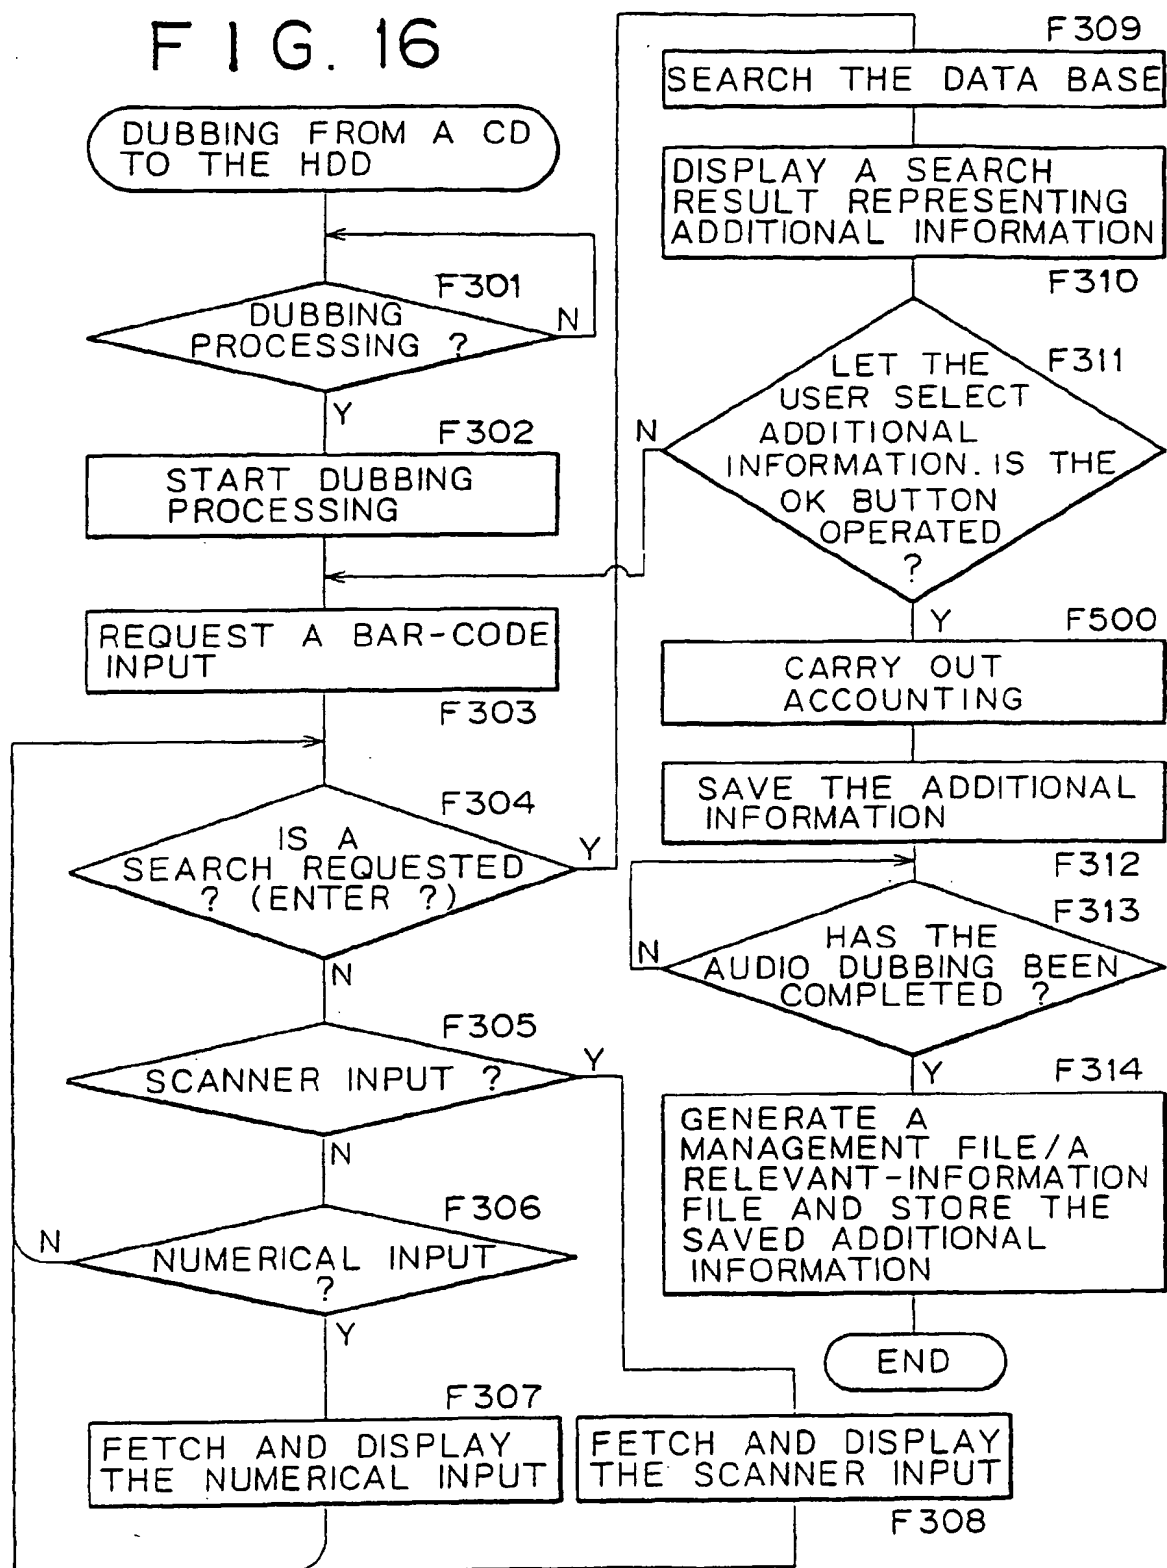 FIG. 16
DUBBING FROM A CD
TO THE HDD
F301
DUBBING
PROCESSING ?
N
Y
F302
START DUBBING
PROCESSING
REQUEST A BAR-CODE
INPUT
F303
F304
IS A
SEARCH REQUESTED
? (ENTER ?)
Y
N
F305
SCANNER INPUT ?
Y
N
F306
NUMERICAL INPUT
?
N
Y
F307
FETCH AND DISPLAY
THE NUMERICAL INPUT
FETCH AND DISPLAY
THE SCANNER INPUT
F308
F309
SEARCH THE DATA BASE
DISPLAY A SEARCH
RESULT REPRESENTING
ADDITIONAL INFORMATION
F310
F311
LET THE
USER SELECT
ADDITIONAL
INFORMATION. IS THE
OK BUTTON
OPERATED
?
N
Y
F500
CARRY OUT
ACCOUNTING
SAVE THE ADDITIONAL
INFORMATION
F312
F313
HAS THE
AUDIO DUBBING BEEN
COMPLETED ?
N
Y
F314
GENERATE A
MANAGEMENT FILE/A
RELEVANT-INFORMATION
FILE AND STORE THE
SAVED ADDITIONAL
INFORMATION
END